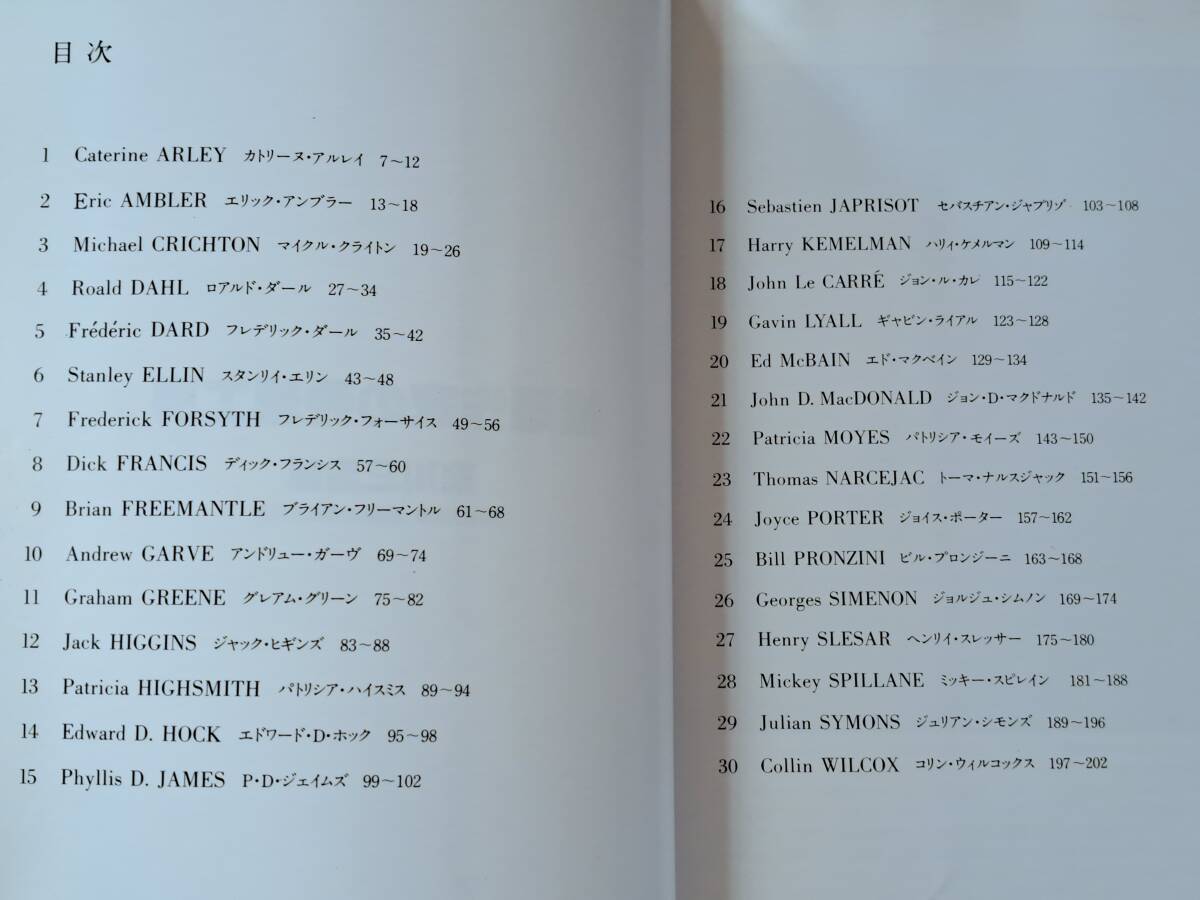 目次
1 Caterine ARLEY カトリーヌ・アルレイ 7〜12
2 Eric AMBLER エリック・アンブラー 13〜18
3 Michael CRICHTON マイクル・クライトン 19〜26
4 Roald DAHL ロアルド・ダール 27〜34
5 Frédéric DARD フレデリック・ダール 35〜42
6 Stanley ELLIN スタンリイ・エリン 43〜48
7 Frederick FORSYTH フレデリック・フォーサイス 49〜56
8 Dick FRANCIS ディック・フランシス 57〜60
9 Brian FREEMANTLE ブライアン・フリーマントル 61〜68
10 Andrew GARVE アンドリュー・ガーヴ 69〜74
11 Graham GREENE グレアム・グリーン 75〜82
12 Jack HIGGINS ジャック・ヒギンズ 83〜88
13 Patricia HIGHSMITH パトリシア・ハイスミス 89〜94
14 Edward D. HOCK エドワード・D・ホック 95〜98
15 Phyllis D. JAMES P・D・ジェイムズ 99〜102
16 Sebastien JAPRISOT セバスチアン・ジャプリゾ 103〜108
17 Harry KEMELMAN ハリイ・ケメルマン 109〜114
18 John Le CARRÉ ジョン・ル・カレ 115〜122
19 Gavin LYALL ギャビン・ライアル 123〜128
20 Ed McBAIN エド・マクベイン 129〜134
21 John D. MacDONALD ジョン・D・マクドナルド 135〜142
22 Patricia MOYES パトリシア・モイーズ 143〜150
23 Thomas NARCEJAC トーマ・ナルスジャック 151〜156
24 Joyce PORTER ジョイス・ポーター 157〜162
25 Bill PRONZINI ビル・プロンジーニ 163〜168
26 Georges SIMENON ジョルジュ・シムノン 169〜174
27 Henry SLESAR ヘンリイ・スレッサー 175〜180
28 Mickey SPILLANE ミッキー・スピレイン 181〜188
29 Julian SYMONS ジュリアン・シモンズ 189〜196
30 Collin WILCOX コリン・ウィルコックス 197〜202